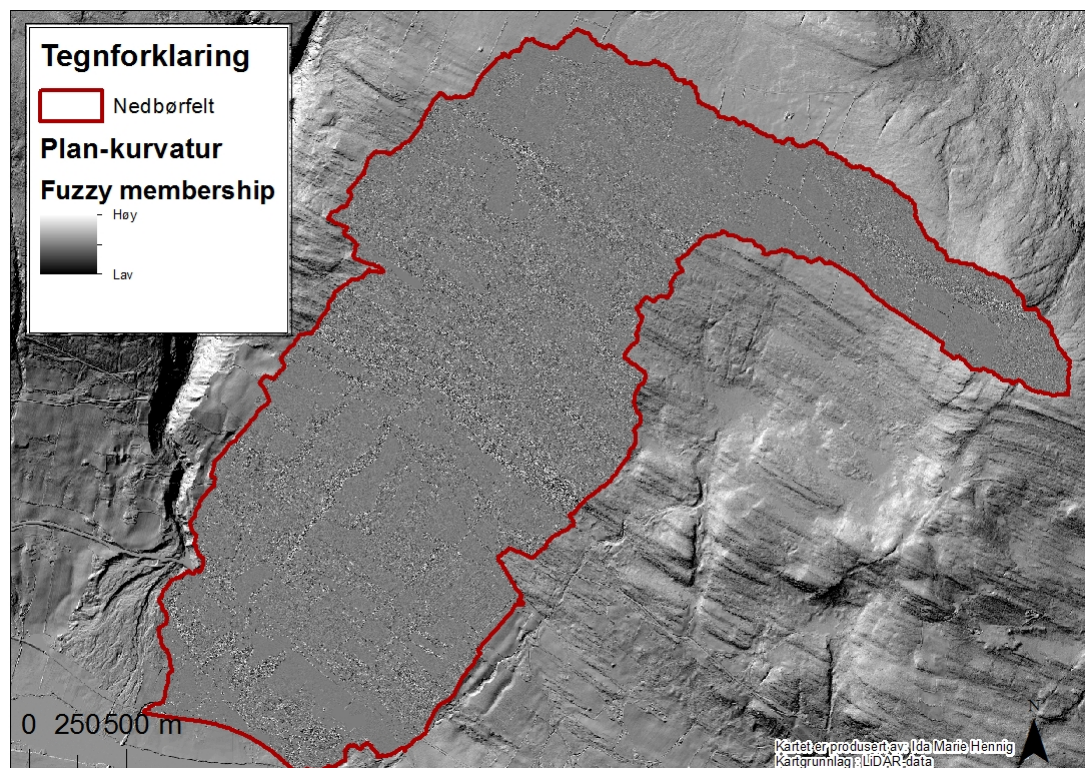 Tegnforklaring
Nedbørfelt
Plan-kurvatur
Fuzzy membership
Høy
Lav
0 250500 m
N
Kartet er produsert av: Ida Marie Hennig
Kartgrunnlag : LiDAR-data